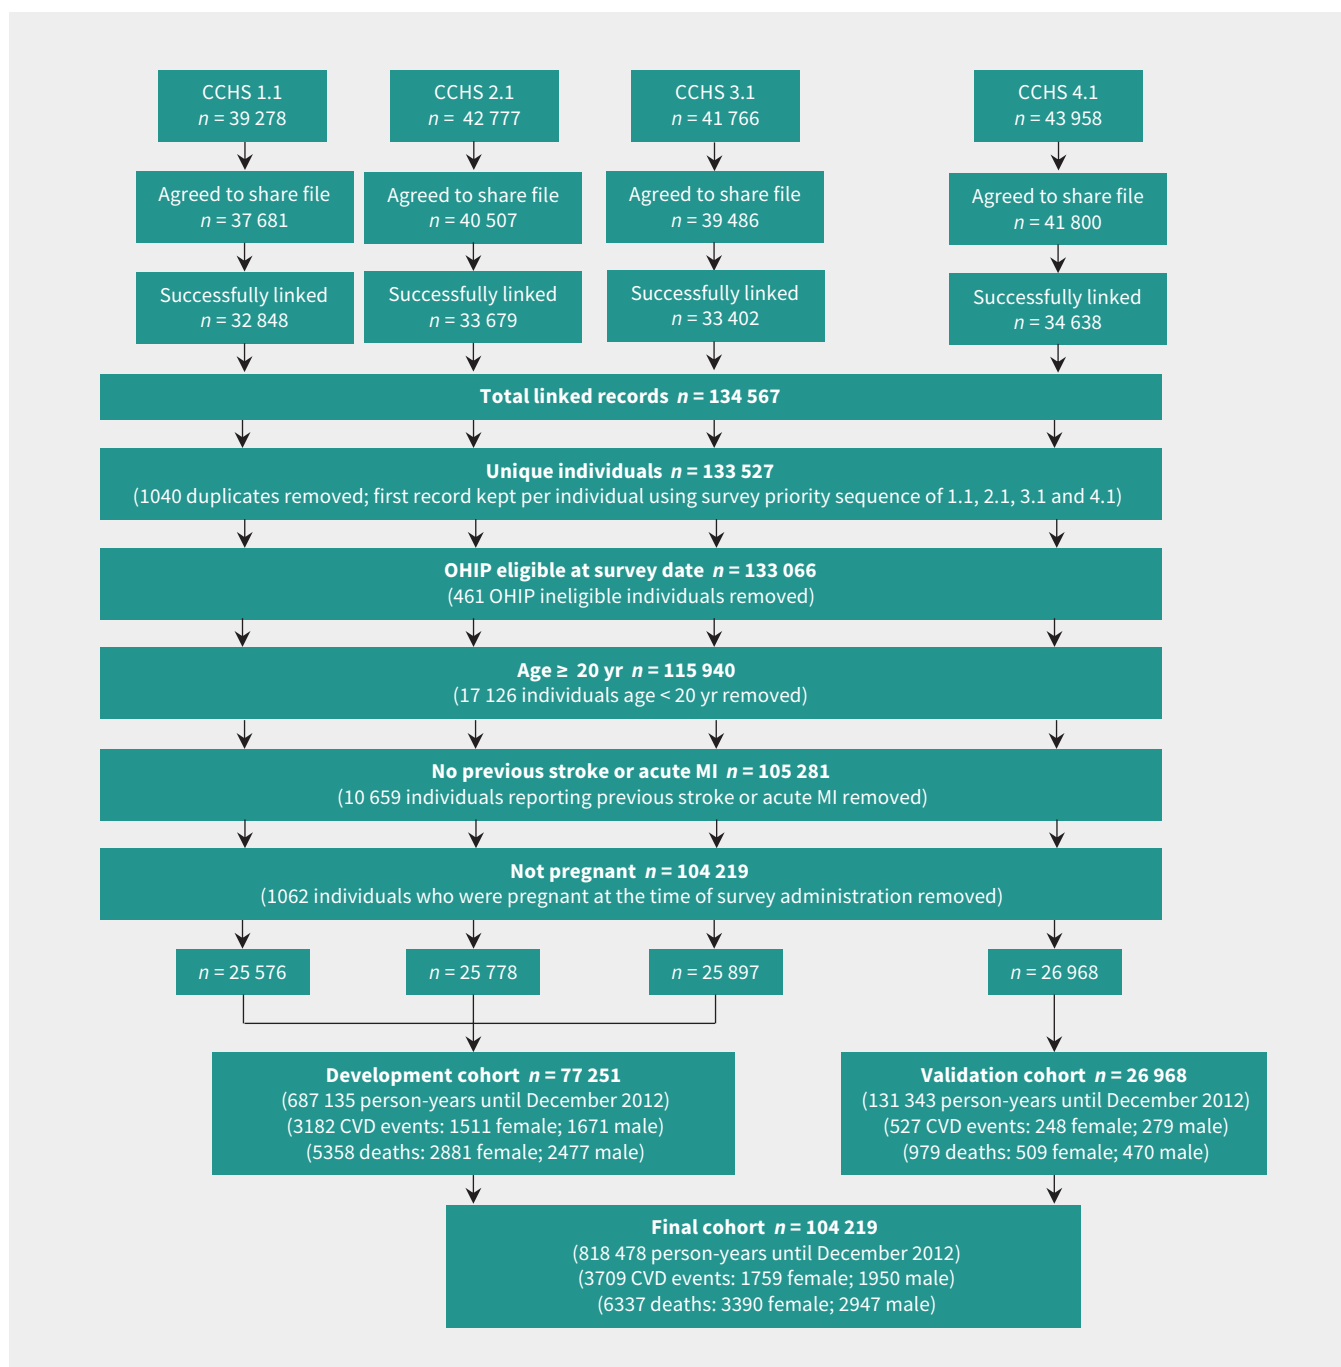 CCHS 1.1
n = 39 278
CCHS 2.1
n = 42 777
CCHS 3.1
n = 41 766
CCHS 4.1
n = 43 958
Agreed to share file
n = 37 681
Agreed to share file
n = 40 507
Agreed to share file
n = 39 486
Agreed to share file
n = 41 800
Successfully linked
n = 32 848
Successfully linked
n = 33 679
Successfully linked
n = 33 402
Successfully linked
n = 34 638
Total linked records n = 134 567
Unique individuals n = 133 527
(1040 duplicates removed; first record kept per individual using survey priority sequence of 1.1, 2.1, 3.1 and 4.1)
OHIP eligible at survey date n = 133 066
(461 OHIP ineligible individuals removed)
Age ≥ 20 yr n = 115 940
(17 126 individuals age < 20 yr removed)
No previous stroke or acute MI n = 105 281
(10 659 individuals reporting previous stroke or acute MI removed)
Not pregnant n = 104 219
(1062 individuals who were pregnant at the time of survey administration removed)
n = 25 576
n = 25 778
n = 25 897
n = 26 968
Development cohort n = 77 251
(687 135 person-years until December 2012)
(3182 CVD events: 1511 female; 1671 male)
(5358 deaths: 2881 female; 2477 male)
Validation cohort n = 26 968
(131 343 person-years until December 2012)
(527 CVD events: 248 female; 279 male)
(979 deaths: 509 female; 470 male)
Final cohort n = 104 219
(818 478 person-years until December 2012)
(3709 CVD events: 1759 female; 1950 male)
(6337 deaths: 3390 female; 2947 male)